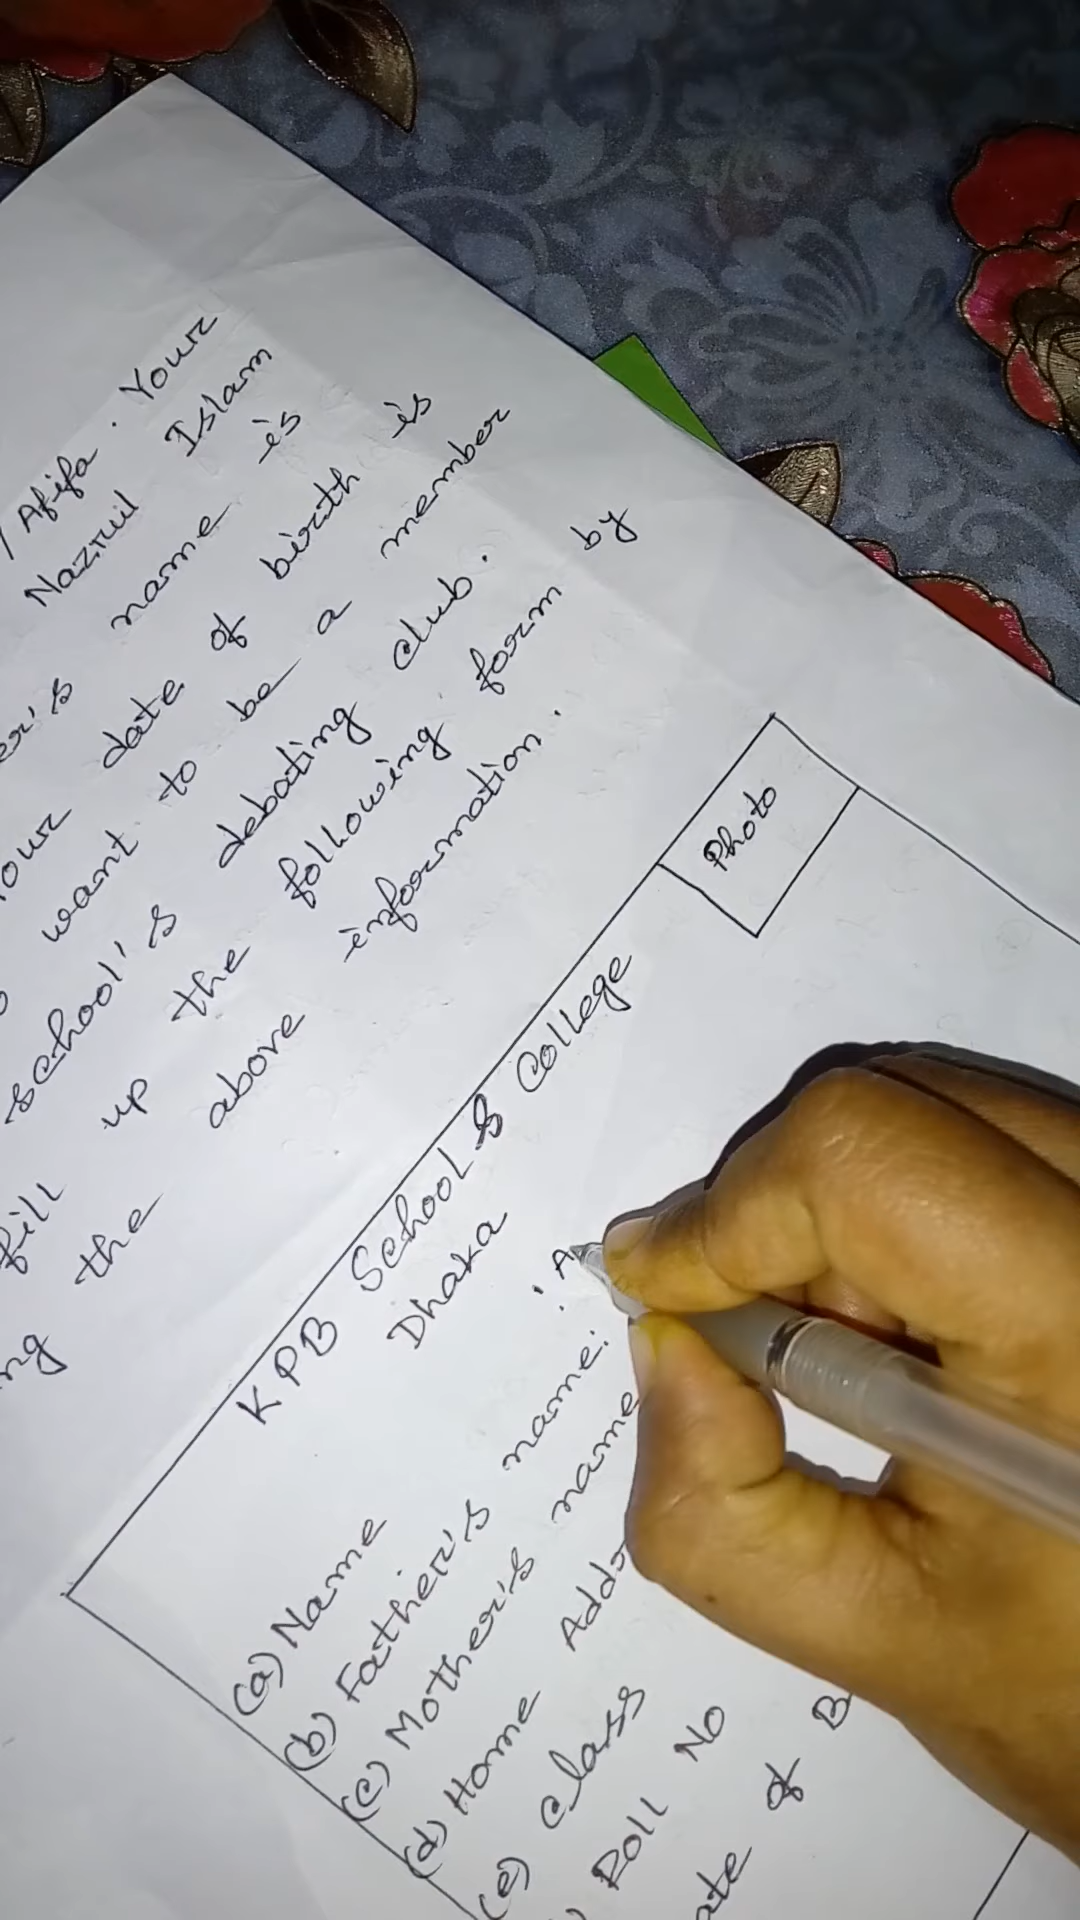 / Afifa. Your
Nazrul Islam
er's name is
our date of birth is
want to be a member
school's debating club.
fill up the following form by
ng the above information.
Photo
KPB School & College
Dhaka
(a) Name : A
(b) Father's name:
(c) Mother's name
(d) Home Addr
(e) Class
) Roll No
ate of B